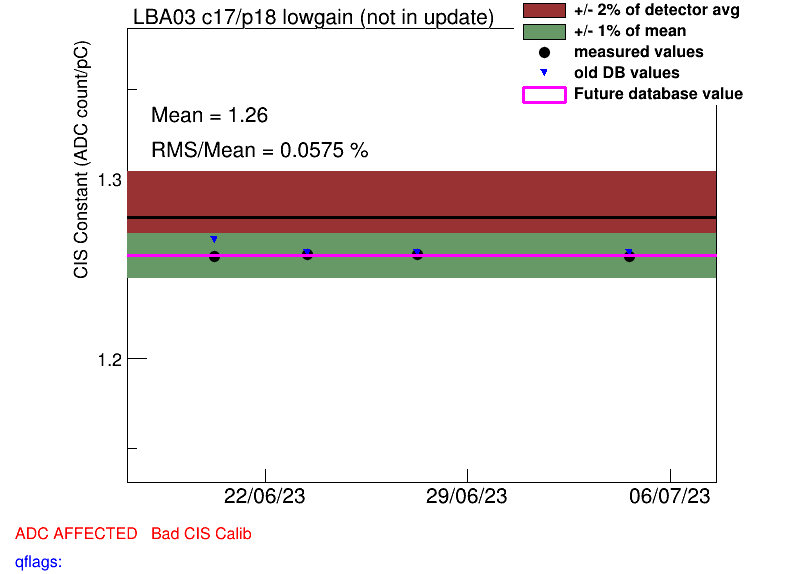 LBA03 c17/p18 lowgain (not in update)
+/- 2% of detector avg
+/- 1% of mean
measured values
old DB values
Future database value
CIS Constant (ADC count/pC)
Mean = 1.26
RMS/Mean = 0.0575 %
1.3
1.2
22/06/23 29/06/23 06/07/23
ADC AFFECTED Bad CIS Calib
qflags: